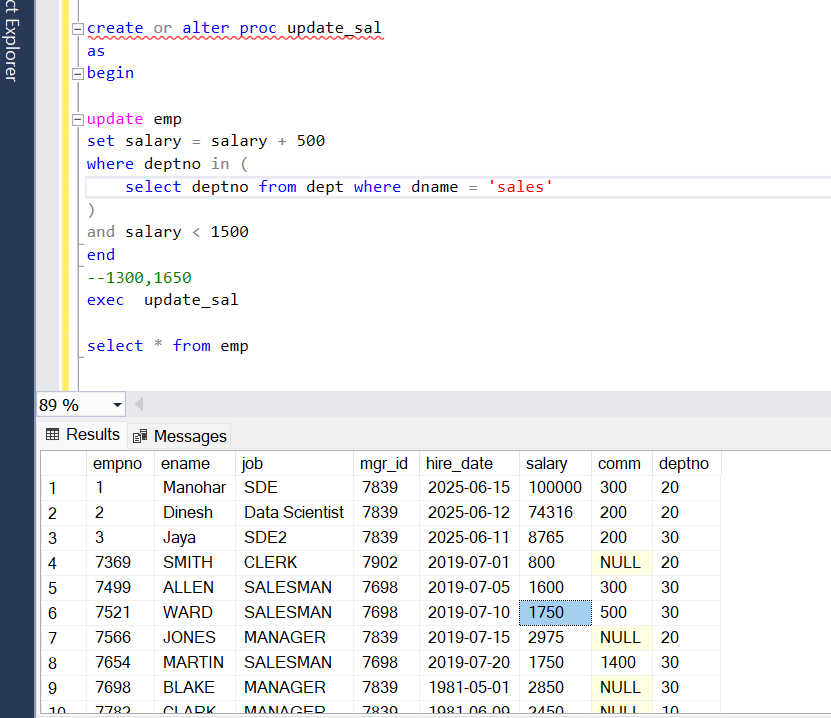 ct Explorer
create or alter proc update_sal
as
begin
update emp
set salary = salary + 500
where deptno in (
select deptno from dept where dname = 'sales'
)
and salary < 1500
end
--1300,1650
exec update_sal
select * from emp
89 %
Results Messages
empno ename job mgr_id hire_date salary comm deptno
1 1 Manohar SDE 7839 2025-06-15 100000 300 20
2 2 Dinesh Data Scientist 7839 2025-06-12 74316 200 20
3 3 Jaya SDE2 7839 2025-06-11 8765 200 30
4 7369 SMITH CLERK 7902 2019-07-01 800 NULL 20
5 7499 ALLEN SALESMAN 7698 2019-07-05 1600 300 30
6 7521 WARD SALESMAN 7698 2019-07-10 1750 500 30
7 7566 JONES MANAGER 7839 2019-07-15 2975 NULL 20
8 7654 MARTIN SALESMAN 7698 2019-07-20 1750 1400 30
9 7698 BLAKE MANAGER 7839 1981-05-01 2850 NULL 30
10 7782 CLARK MANAGER 7839 1981-06-09 2450 NULL 10